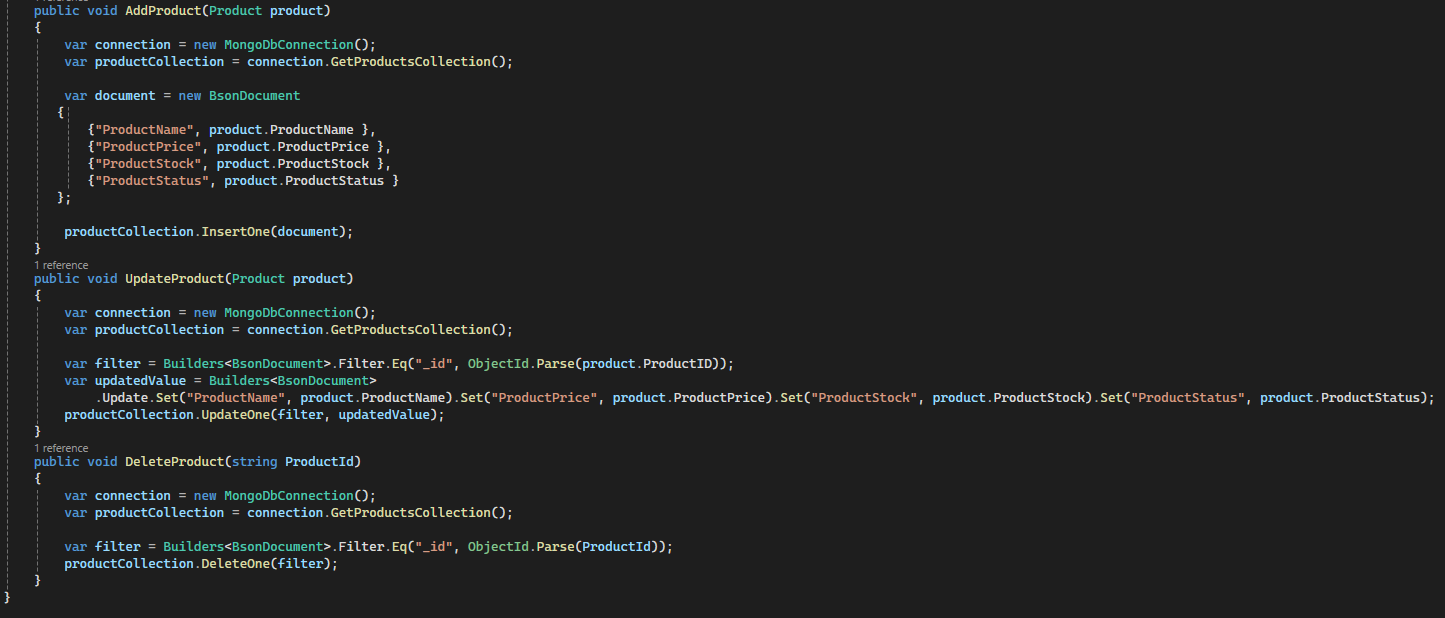 public void AddProduct(Product product)
{
var connection = new MongoDbConnection();
var productCollection = connection.GetProductsCollection();
var document = new BsonDocument
{
{"ProductName", product.ProductName },
{"ProductPrice", product.ProductPrice },
{"ProductStock", product.ProductStock },
{"ProductStatus", product.ProductStatus }
};
productCollection.InsertOne(document);
}
1 reference
public void UpdateProduct(Product product)
{
var connection = new MongoDbConnection();
var productCollection = connection.GetProductsCollection();
var filter = Builders<BsonDocument>.Filter.Eq("_id", ObjectId.Parse(product.ProductID));
var updatedValue = Builders<BsonDocument>
.Update.Set("ProductName", product.ProductName).Set("ProductPrice", product.ProductPrice).Set("ProductStock", product.ProductStock).Set("ProductStatus", product.ProductStatus);
productCollection.UpdateOne(filter, updatedValue);
}
1 reference
public void DeleteProduct(string ProductId)
{
var connection = new MongoDbConnection();
var productCollection = connection.GetProductsCollection();
var filter = Builders<BsonDocument>.Filter.Eq("_id", ObjectId.Parse(ProductId));
productCollection.DeleteOne(filter);
}
}